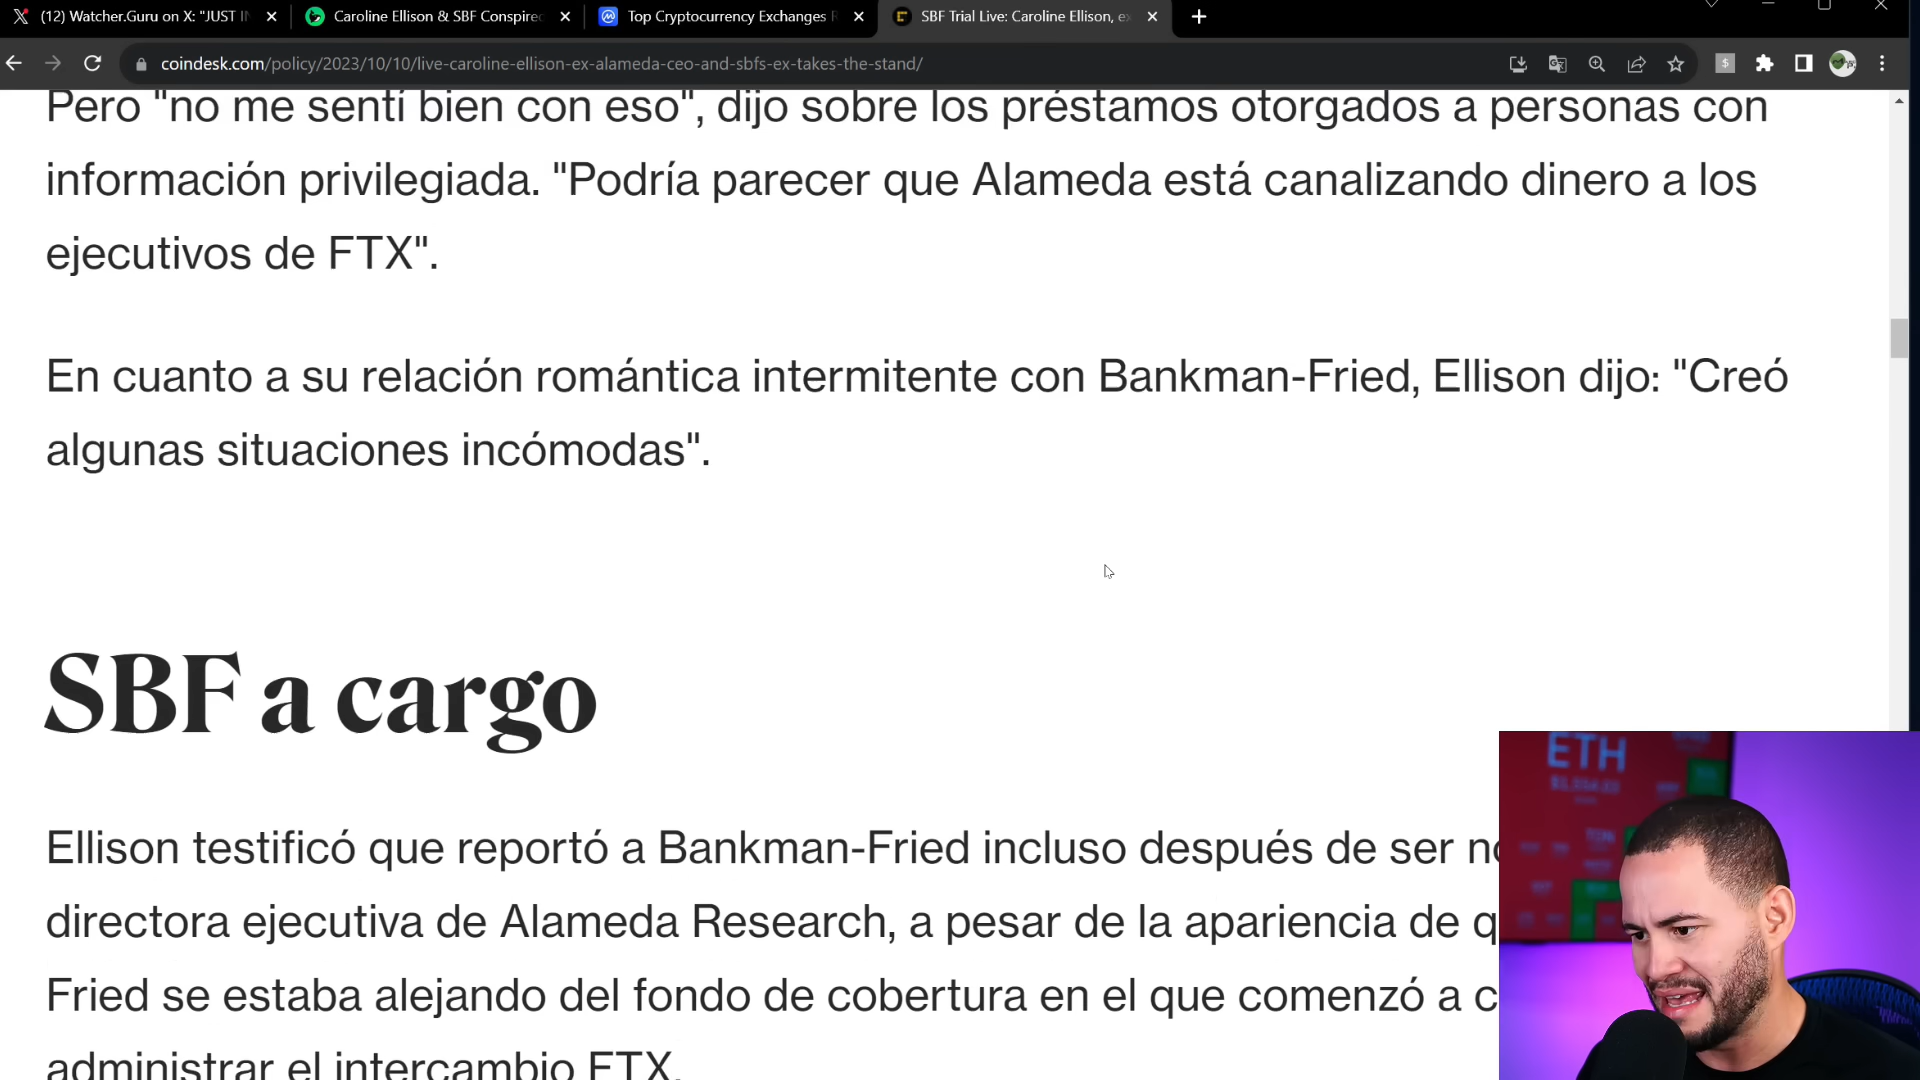 (12) Watcher.Guru on X: "JUST IN
Caroline Ellison & SBF Conspirec
Top Cryptocurrency Exchanges R
SBF Trial Live: Caroline Ellison, ex
coindesk.com/policy/2023/10/10/live-caroline-ellison-ex-alameda-ceo-and-sbfs-ex-takes-the-stand/
Pero "no me sentí bien con eso", dijo sobre los préstamos otorgados a personas con
información privilegiada. "Podría parecer que Alameda está canalizando dinero a los
ejecutivos de FTX".
En cuanto a su relación romántica intermitente con Bankman-Fried, Ellison dijo: "Creó
algunas situaciones incómodas".
SBF a cargo
Ellison testificó que reportó a Bankman-Fried incluso después de ser no
directora ejecutiva de Alameda Research, a pesar de la apariencia de q
Fried se estaba alejando del fondo de cobertura en el que comenzó a c
administrar el intercambio FTX.
ETH